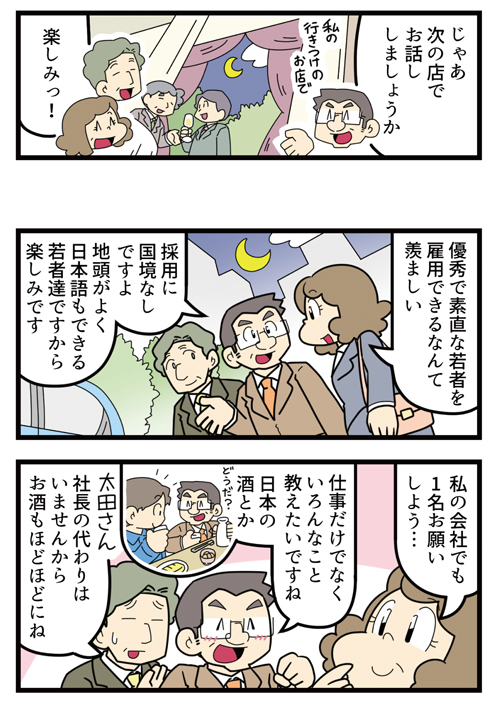 じゃあ
次の店で
お話し
しましょうか
私の
行きつけの
お店で
楽しみっ！
優秀で素直な若者を
雇用できるなんて
羨ましい
採用に
国境なし
ですよ
地頭がよく
日本語もできる
若者達ですから
楽しみです
私の会社でも
１名お願い
しよう…
仕事だけでなく
いろんなこと
教えたいですね
日本の
酒とか
どうだ？
太田さん
社長の代わりは
いませんから
お酒もほどほどにね